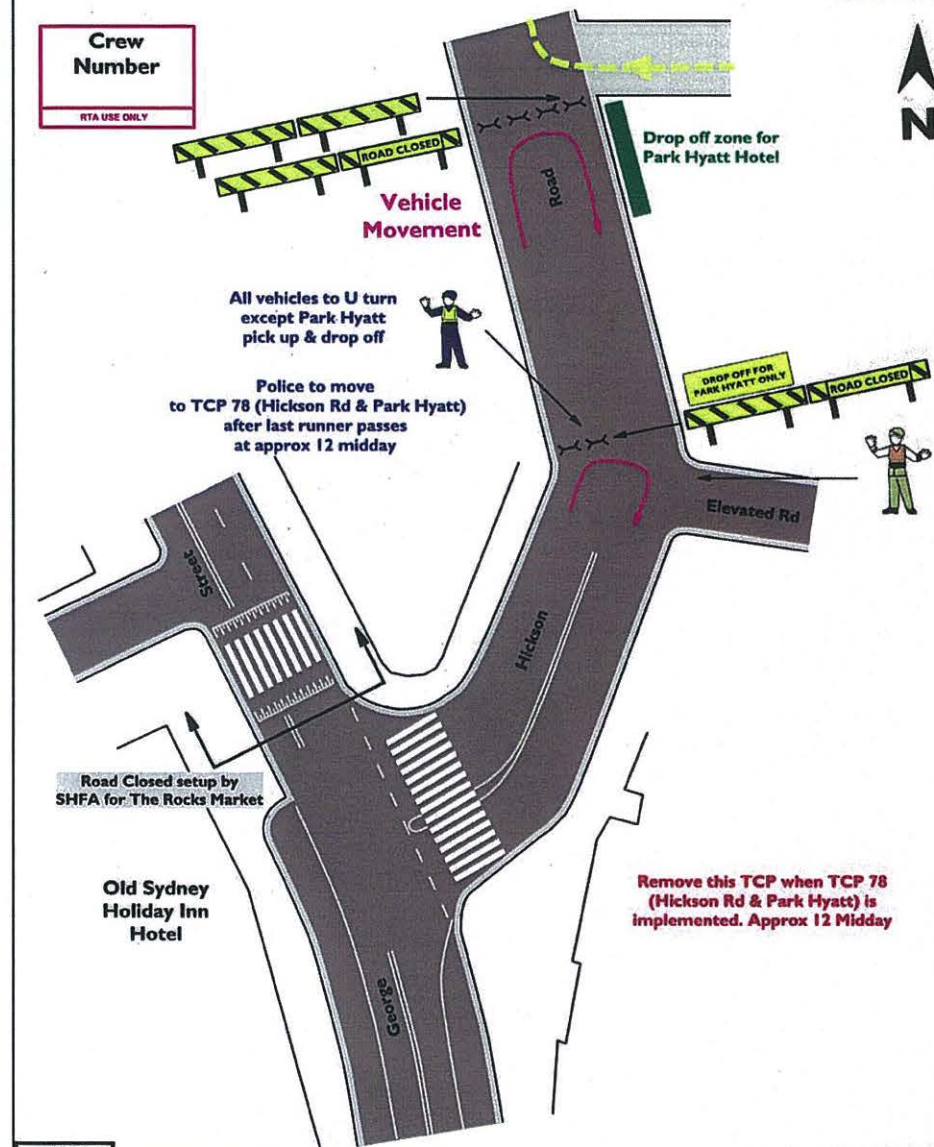 Crew
Number
RTA USE ONLY
N
ROAD CLOSED
Drop off zone for
Park Hyatt Hotel
Vehicle
Movement
Road
All vehicles to U turn
except Park Hyatt
pick up & drop off
Police to move
to TCP 78 (Hickson Rd & Park Hyatt)
after last runner passes
at approx 12 midday
DROP OFF FOR
PARK HYATT ONLY
ROAD CLOSED
Elevated Rd
Street
Hickson
Road Closed setup by
SHFA for The Rocks Market
Old Sydney
Holiday Inn
Hotel
Remove this TCP when TCP 78
(Hickson Rd & Park Hyatt) is
implemented. Approx 12 Midday
George